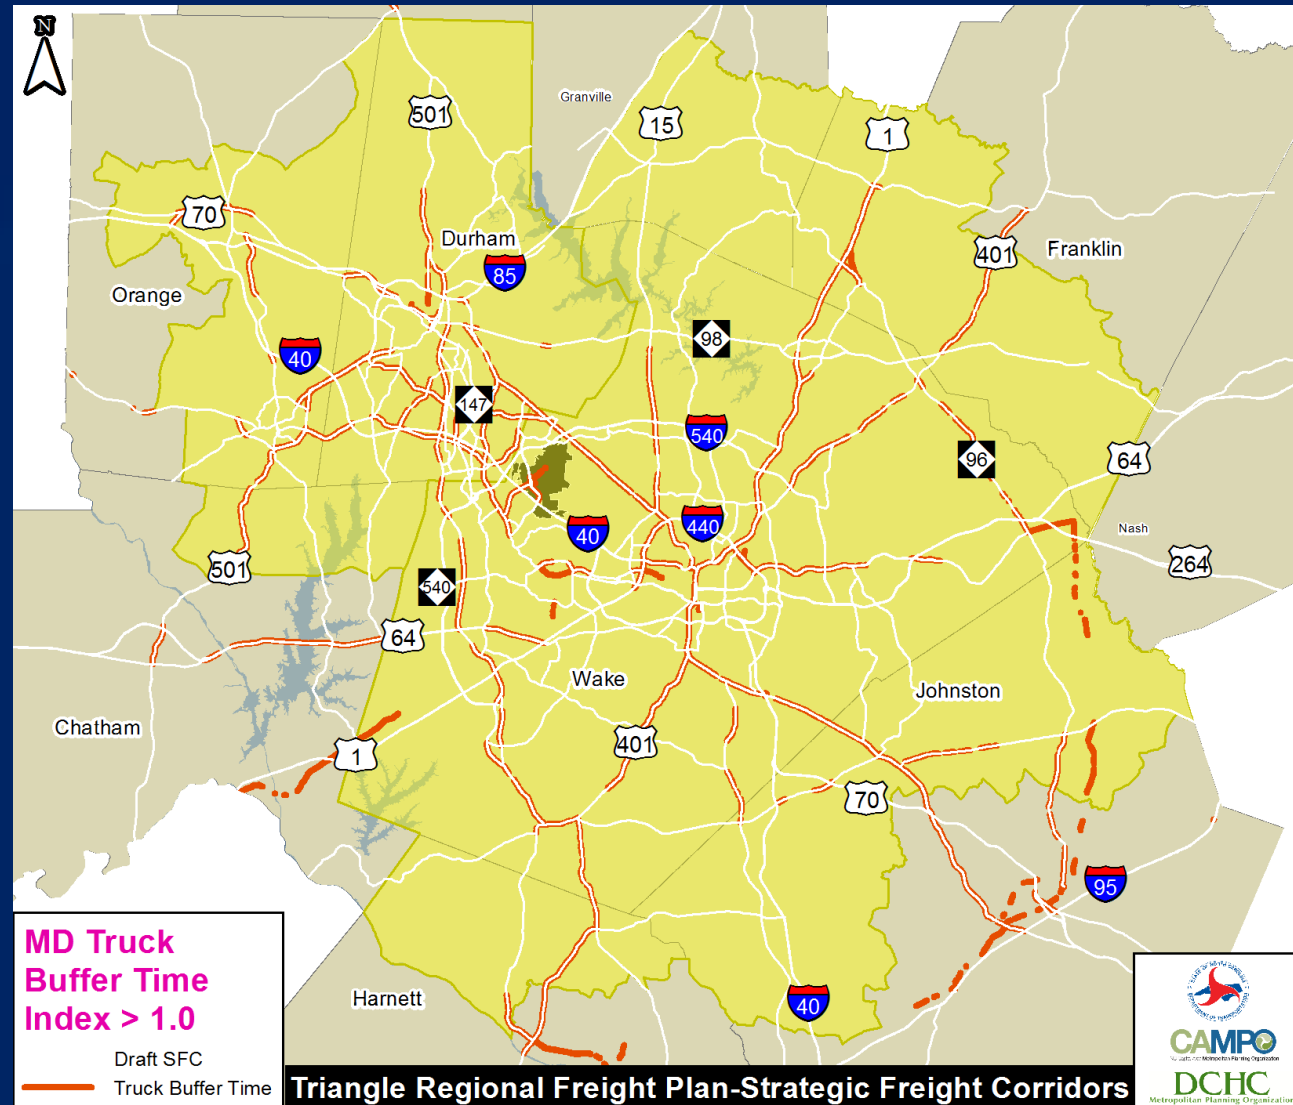 N
Granville
501
15
1
70
Durham
401
Franklin
85
Orange
98
40
147
540
96
64
40
440
Nash
501
264
540
64
Wake
Johnston
Chatham
401
1
70
95
MD Truck
Buffer Time
Index > 1.0
Harnett
40
Draft SFC
Truck Buffer Time
Triangle Regional Freight Plan-Strategic Freight Corridors
CAMPO
DCHC
Metropolitan Planning Organization